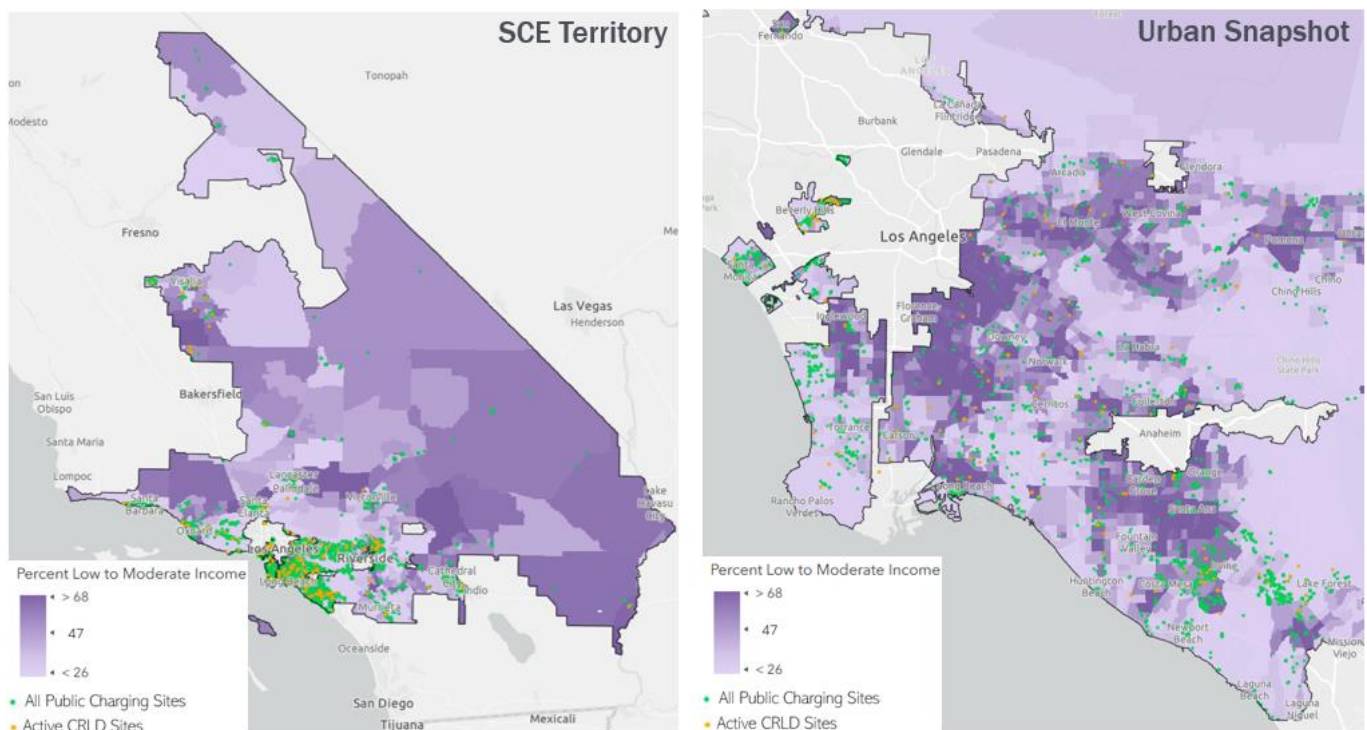 SCE Territory
Tonopah
Modesto
Fresno
Visalia
Las Vegas
Henderson
San Luis
Obispo
Bakersfield
Santa Maria
Lompoc
Santa
Barbara
Santa
Clarita
Lancaster
Palmdale
Victorville
Lake
Havasu
City
Oxnard
Los Angeles
Riverside
Long Beach
Cathedral
City
Indio
Murrieta
Oceanside
San Diego
Tijuana
Mexicali
Percent Low to Moderate Income
> 68
47
< 26
All Public Charging Sites
Active CRLD Sites
Urban Snapshot
Forest
San
Fernando
LOS
ANGELES
La Cañada
Flintridge
Burbank
Glendale
Pasadena
Arcadia
Glendora
Beverly Hills
El Monte
West Covina
Los Angeles
Pomona
Santa
Monica
Chino
Chino Hills
Inglewood
Florence-
Graham
Downey
La Habra
Norwalk
Chino Hills
State Park
Cerritos
Fullerton
Torrance
Carson
Anaheim
Long Beach
Rancho Palos
Verdes
Garden
Grove
Orange
Santa Ana
Fountain
Valley
Huntington
Beach
Costa Mesa
Irvine
Lake Forest
Newport
Beach
Mission
Viejo
Laguna
Beach
Laguna
Niguel
Percent Low to Moderate Income
> 68
47
< 26
All Public Charging Sites
Active CRLD Sites